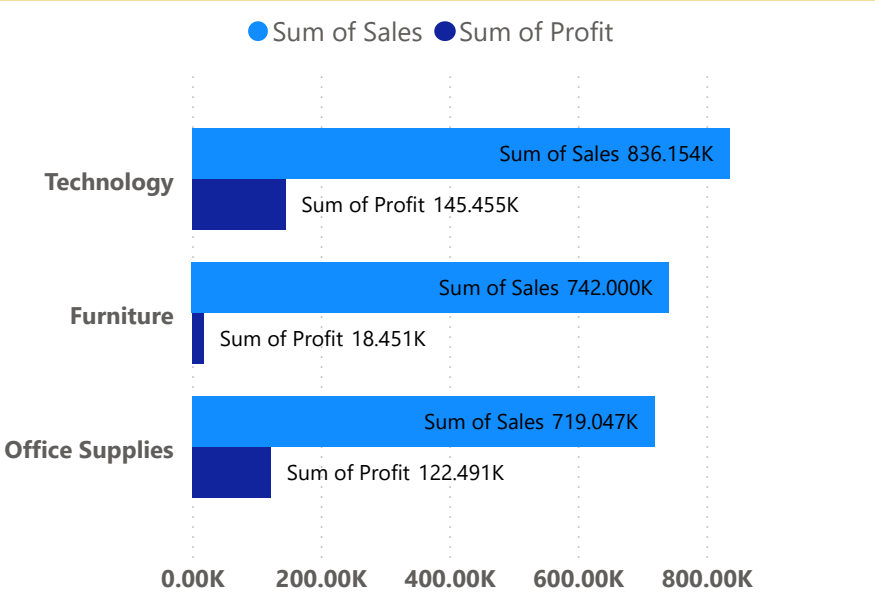 Sum of Sales Sum of Profit
Technology
Sum of Sales 836.154K
Sum of Profit 145.455K
Furniture
Sum of Sales 742.000K
Sum of Profit 18.451K
Office Supplies
Sum of Sales 719.047K
Sum of Profit 122.491K
0.00K 200.00K 400.00K 600.00K 800.00K